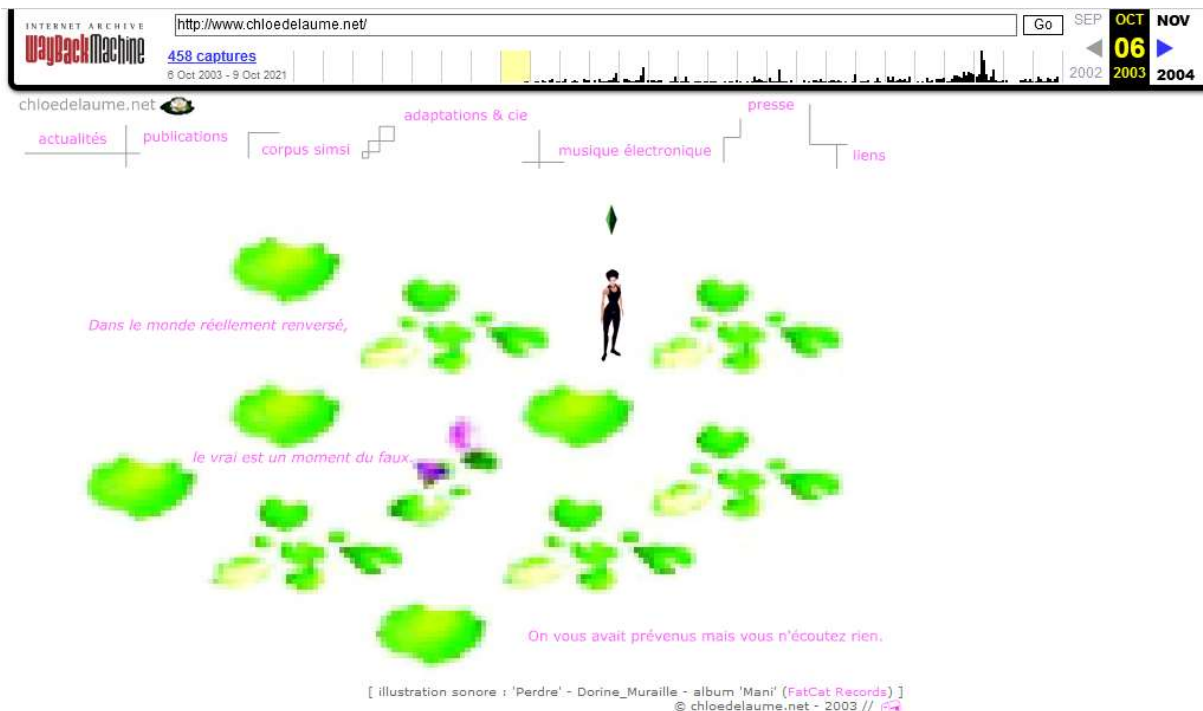 INTERNET ARCHIVE
WayBackMachine
http://www.chloedelaume.net/
Go
SEP OCT NOV
06
2002 2003 2004
458 captures
6 Oct 2003 - 9 Oct 2021
chloedelaume.net
actualités
publications
corpus simsi
adaptations & cie
musique électronique
presse
liens
Dans le monde réellement renversé,
le vrai est un moment du faux.
On vous avait prévenus mais vous n'écoutez rien.
[ illustration sonore : 'Perdre' - Dorine_Muraille - album 'Mani' (FatCat Records) ]
© chloedelaume.net - 2003 //